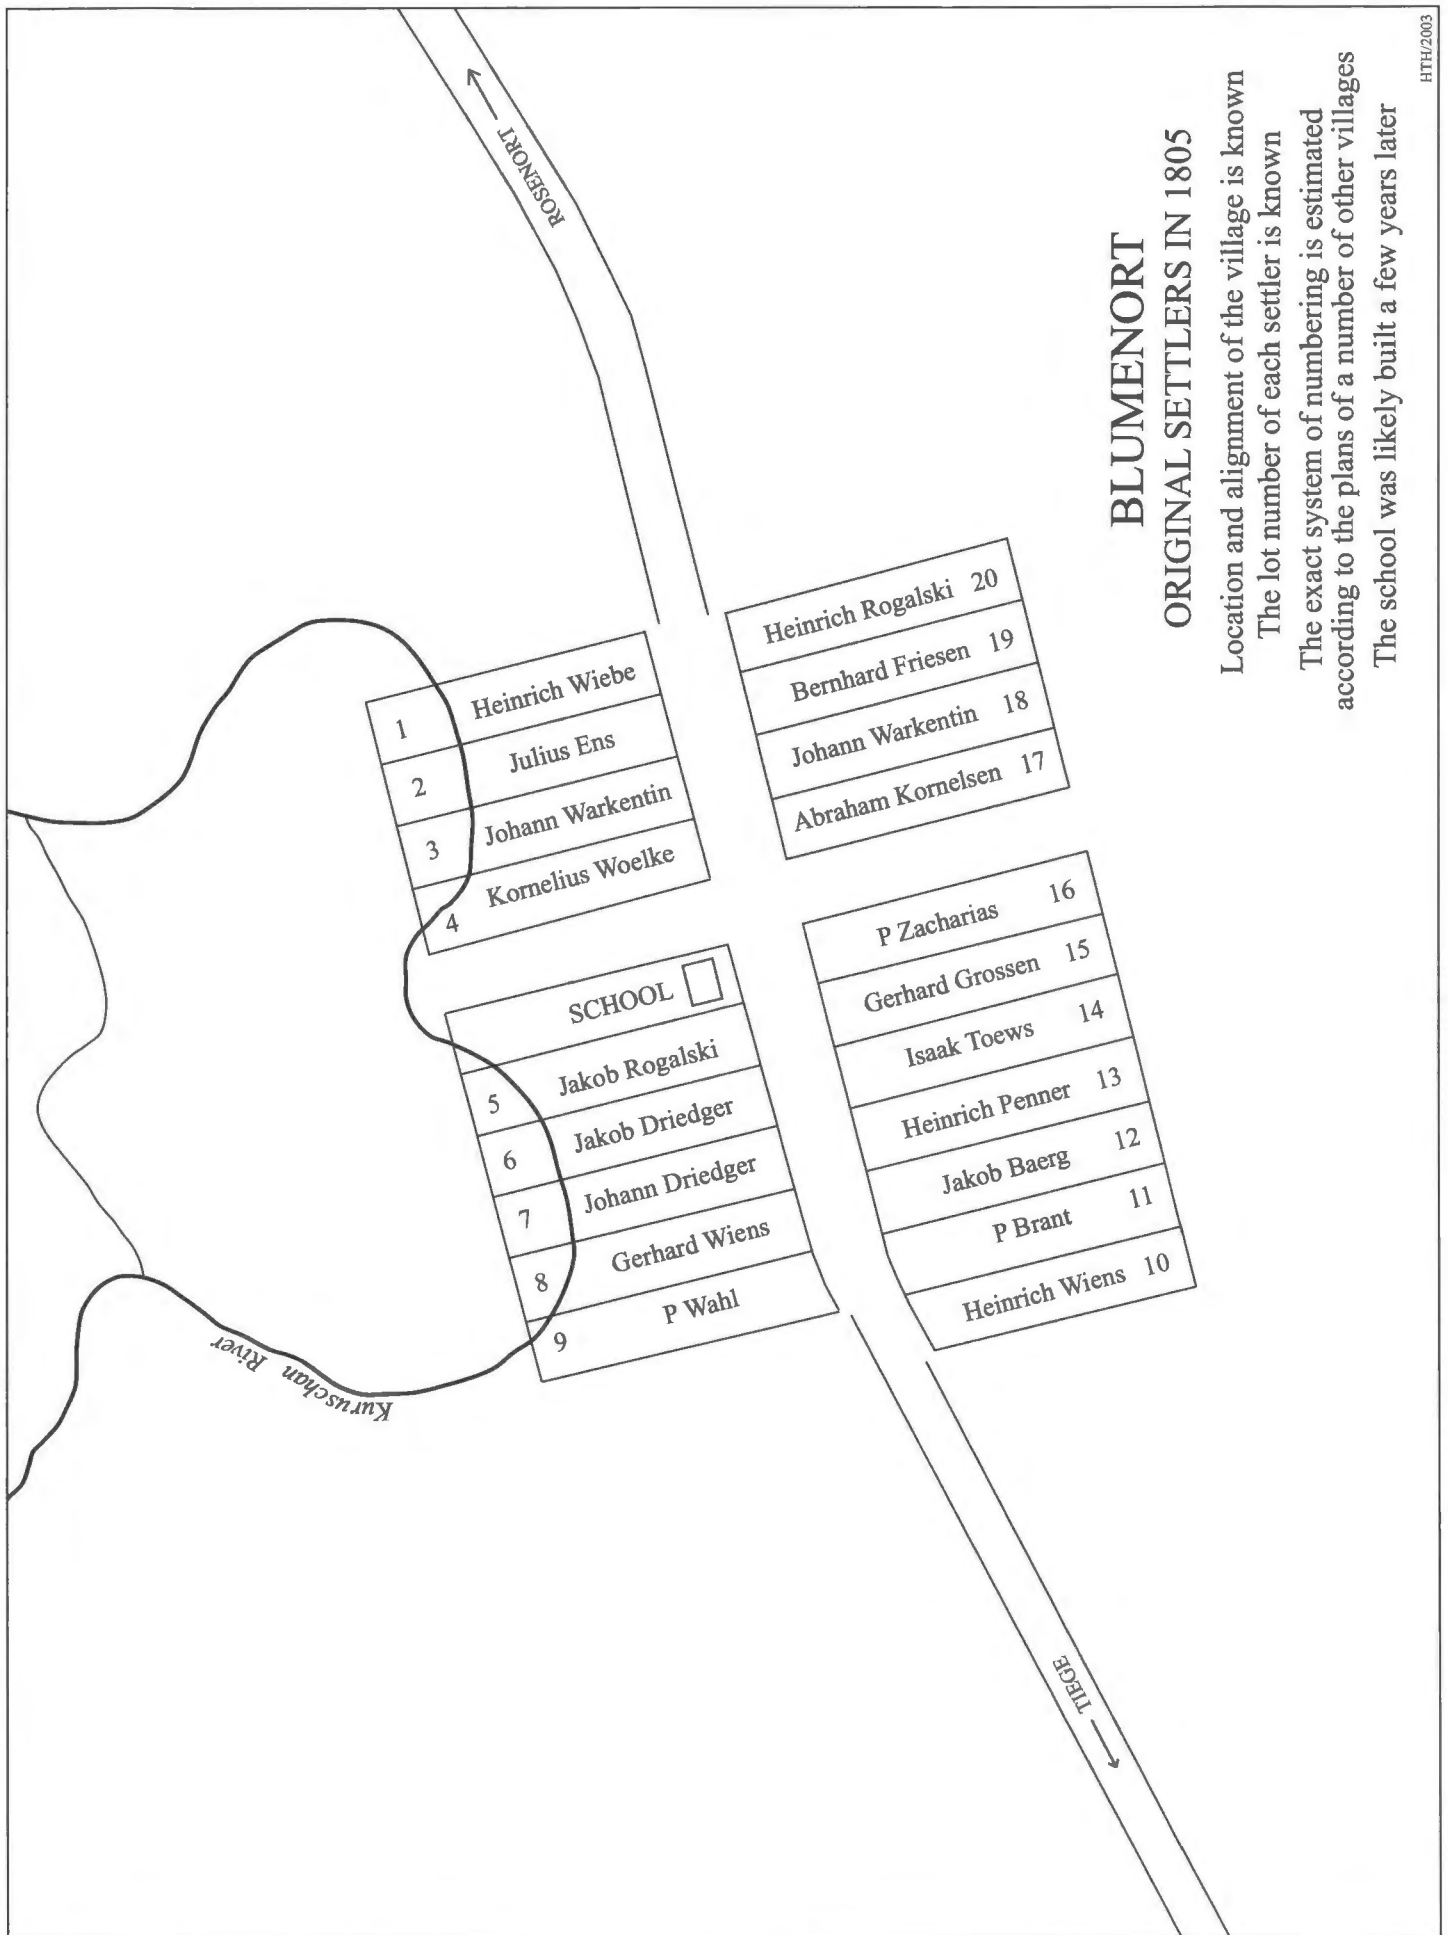 BLUMENORT
ORIGINAL SETTLERS IN 1805
Location and alignment of the village is known
The lot number of each settler is known
The exact system of numbering is estimated
according to the plans of a number of other villages
The school was likely built a few years later
HTH/2003
ROSENORT
1 Heinrich Wiebe
2 Julius Ens
3 Johann Warkentin
4 Kornelius Woelke
SCHOOL
5 Jakob Rogalski
6 Jakob Driedger
7 Johann Driedger
8 Gerhard Wiens
9 P Wahl
Heinrich Rogalski 20
Bernhard Friesen 19
Johann Warkentin 18
Abraham Kornelsen 17
P Zacharias 16
Gerhard Grossen 15
Isaak Toews 14
Heinrich Penner 13
Jakob Baerg 12
P Brant 11
Heinrich Wiens 10
Kuruschan River
TIEGE